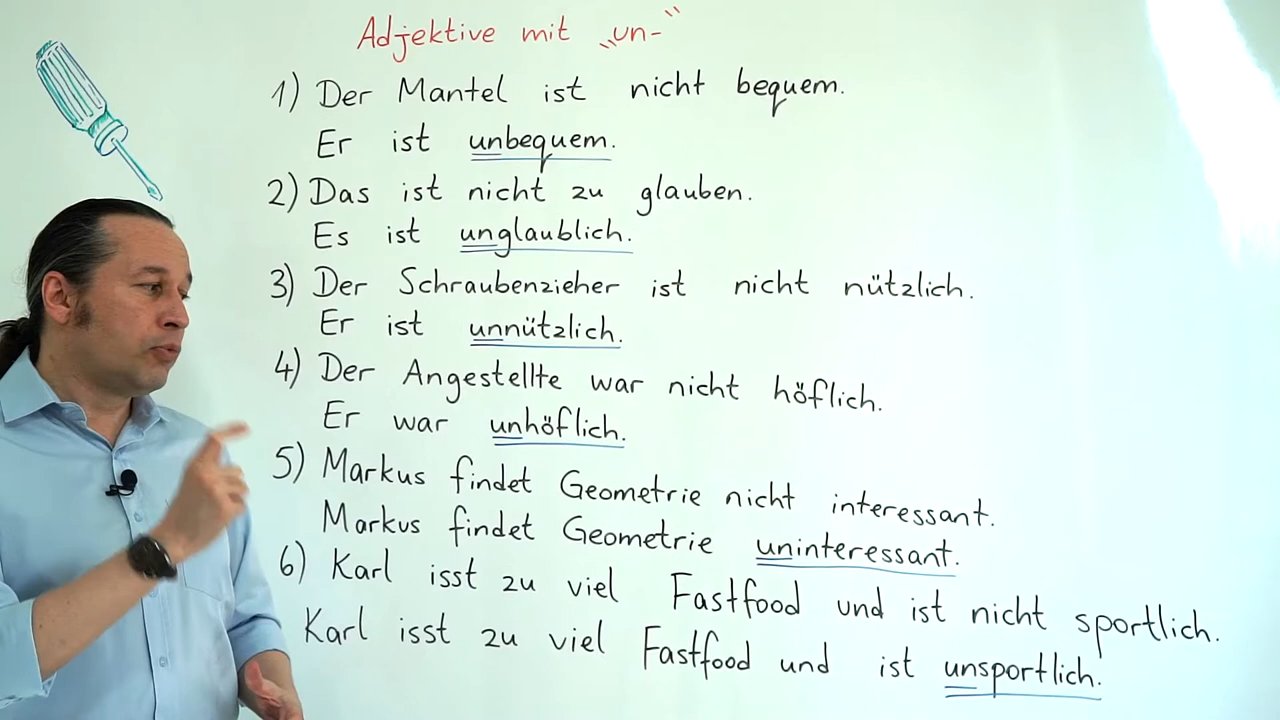 Adjektive mit „un-“
1) Der Mantel ist nicht bequem.
Er ist unbequem.
2) Das ist nicht zu glauben.
Es ist unglaublich.
3) Der Schraubenzieher ist nicht nützlich.
Er ist unnützlich.
4) Der Angestellte war nicht höflich.
Er war unhöflich.
5) Markus findet Geometrie nicht interessant.
Markus findet Geometrie uninteressant.
6) Karl isst zu viel Fastfood und ist nicht sportlich.
Karl isst zu viel Fastfood und ist unsportlich.